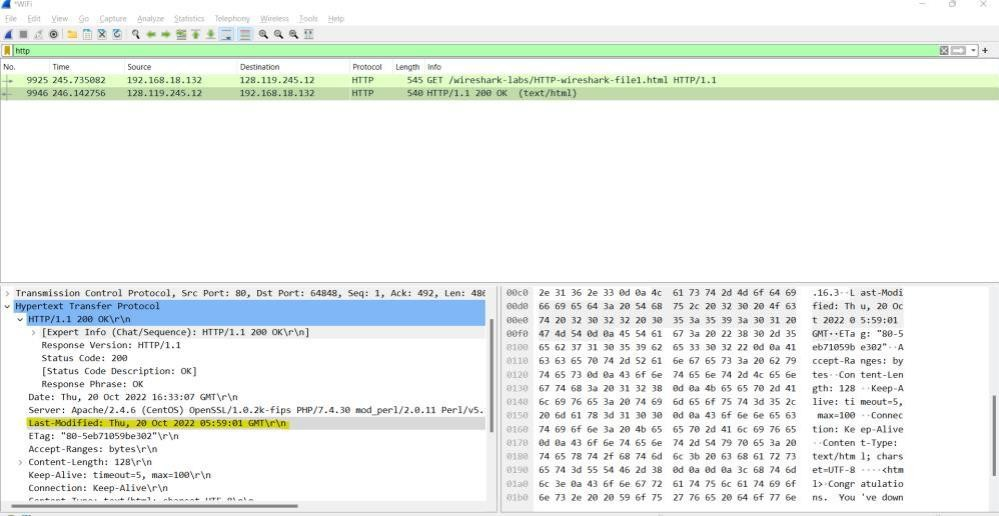 *WiFi
File Edit View Go Capture Analyze Statistics Telephony Wireless Tools Help
http
No. Time Source Destination Protocol Length Info
9925 245.735082 192.168.18.132 128.119.245.12 HTTP 545 GET /wireshark-labs/HTTP-wireshark-file1.html HTTP/1.1
9946 246.142756 128.119.245.12 192.168.18.132 HTTP 540 HTTP/1.1 200 OK (text/html)
Transmission Control Protocol, Src Port: 80, Dst Port: 64848, Seq: 1, Ack: 492, Len: 486
Hypertext Transfer Protocol
HTTP/1.1 200 OK\r\n
[Expert Info (Chat/Sequence): HTTP/1.1 200 OK\r\n]
Response Version: HTTP/1.1
Status Code: 200
[Status Code Description: OK]
Response Phrase: OK
Date: Thu, 20 Oct 2022 16:33:07 GMT\r\n
Server: Apache/2.4.6 (CentOS) OpenSSL/1.0.2k-fips PHP/7.4.30 mod_perl/2.0.11 Perl/v5.
Last-Modified: Thu, 20 Oct 2022 05:59:01 GMT\r\n
ETag: "80-5eb71059be302"\r\n
Accept-Ranges: bytes\r\n
Content-Length: 128\r\n
Keep-Alive: timeout=5, max=100\r\n
Connection: Keep-Alive\r\n
Content-Type: text/html; charset=UTF-8\r\n
00c0 2e 31 36 2e 33 0d 0a 4c 61 73 74 2d 4d 6f 64 69 .16.3··L ast-Modi
00d0 66 69 65 64 3a 20 54 68 75 2c 20 32 30 20 4f 63 fied: Th u, 20 Oc
00e0 74 20 32 30 32 32 20 30 35 3a 35 39 3a 30 31 20 t 2022 0 5:59:01
00f0 47 4d 54 0d 0a 45 54 61 67 3a 20 22 38 30 2d 35 GMT··ETa g: "80-5
0100 65 62 37 31 30 35 39 62 65 33 30 32 22 0d 0a 41 eb71059b e302"··A
0110 63 63 65 70 74 2d 52 61 6e 67 65 73 3a 20 62 79 ccept-Ra nges: by
0120 74 65 73 0d 0a 43 6f 6e 74 65 6e 74 2d 4c 65 6e tes··Con tent-Len
0130 67 74 68 3a 20 31 32 38 0d 0a 4b 65 65 70 2d 41 gth: 128 ··Keep-A
0140 6c 69 76 65 3a 20 74 69 6d 65 6f 75 74 3d 35 2c live: ti meout=5,
0150 20 6d 61 78 3d 31 30 30 0d 0a 43 6f 6e 6e 65 63 max=100 ··Connec
0160 74 69 6f 6e 3a 20 4b 65 65 70 2d 41 6c 69 76 65 tion: Ke ep-Alive
0170 0d 0a 43 6f 6e 74 65 6e 74 2d 54 79 70 65 3a 20 ··Conten t-Type:
0180 74 65 78 74 2f 68 74 6d 6c 3b 20 63 68 61 72 73 text/htm l; chars
0190 65 74 3d 55 54 46 2d 38 0d 0a 0d 0a 3c 68 74 6d et=UTF-8 ····<htm
01a0 6c 3e 0a 43 6f 6e 67 72 61 74 75 6c 61 74 69 6f l>·Congr atulatio
01b0 6e 73 2e 20 20 59 6f 75 27 76 65 20 64 6f 77 6e ns. You 've down